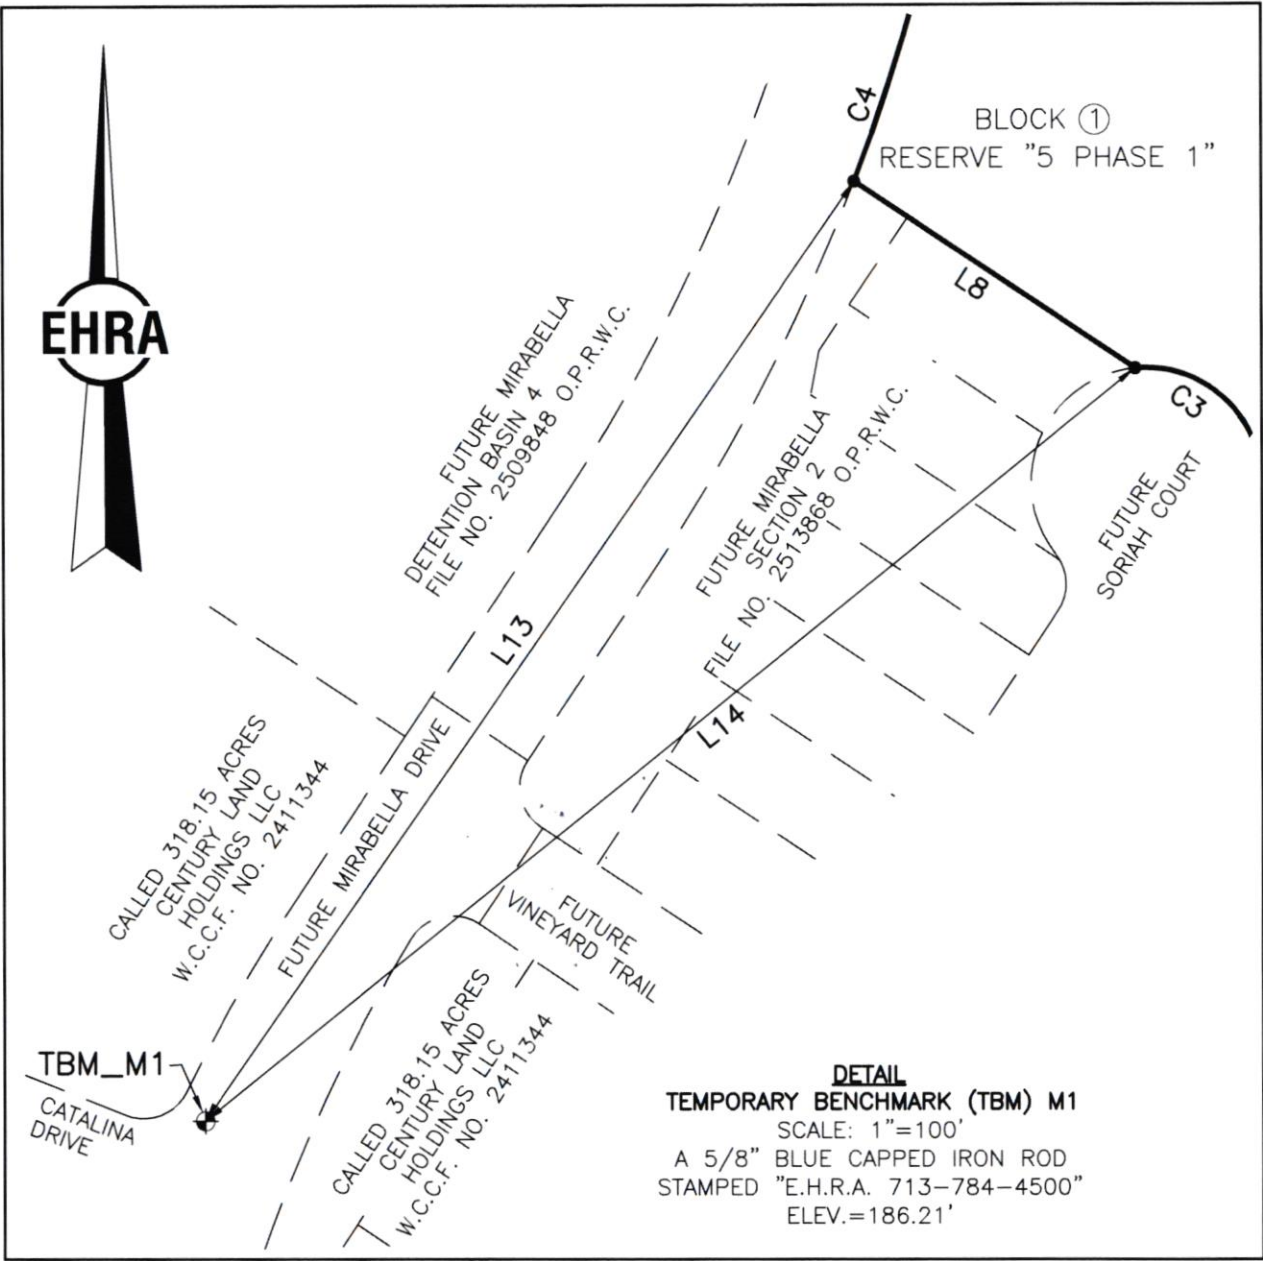 C4
BLOCK 1
RESERVE "5 PHASE 1"
EHRA
L8
C3
FUTURE MIRABELLA
DETENTION BASIN 4
FILE NO. 2509848 O.P.R.W.C.
FUTURE MIRABELLA
SECTION 2
FILE NO. 2513868 O.P.R.W.C.
FUTURE
SORIAH COURT
L13
L14
CALLED 318.15 ACRES
CENTURY LAND
HOLDINGS LLC
W.C.C.F. NO. 2411344
FUTURE MIRABELLA DRIVE
FUTURE
VINEYARD TRAIL
CALLED 318.15 ACRES
CENTURY LAND
HOLDINGS LLC
W.C.C.F. NO. 2411344
TBM_M1
CATALINA
DRIVE
DETAIL
TEMPORARY BENCHMARK (TBM) M1
SCALE: 1"=100'
A 5/8" BLUE CAPPED IRON ROD
STAMPED "E.H.R.A. 713-784-4500"
ELEV.=186.21'